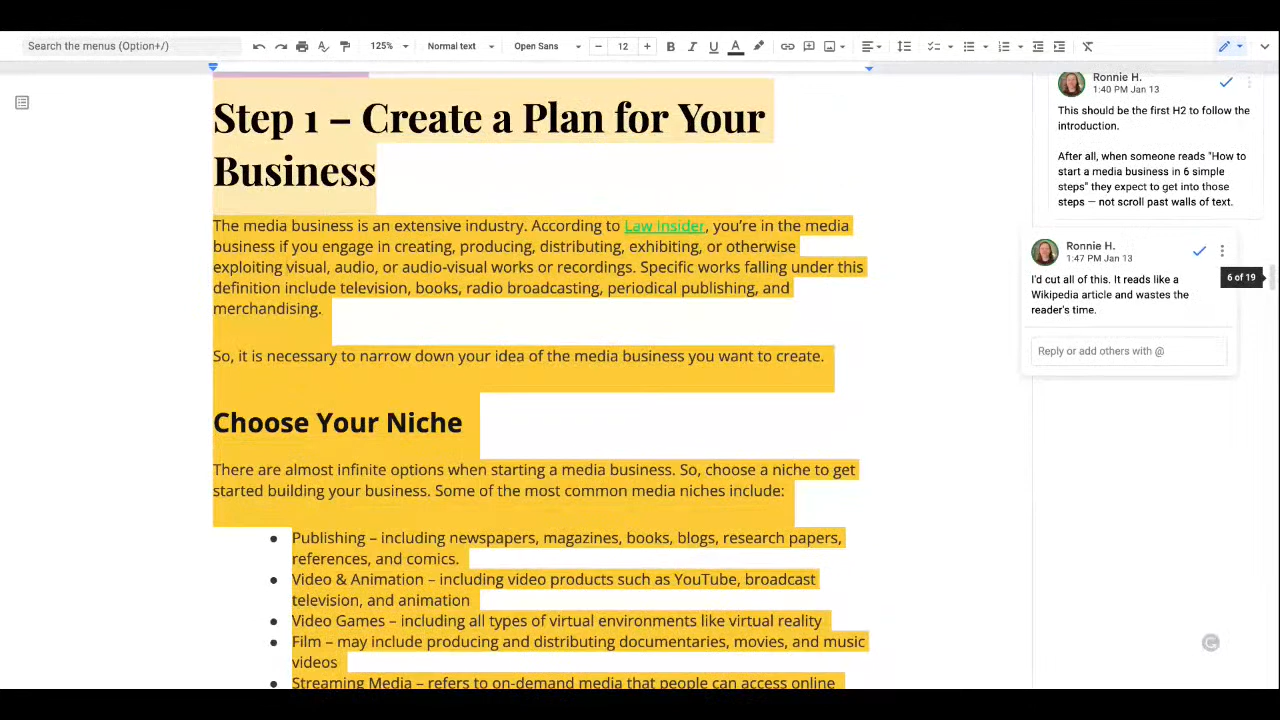 Search the menus (Option+/)
125%
Normal text
Open Sans
12
B I U A
Step 1 – Create a Plan for Your
Business
The media business is an extensive industry. According to Law Insider, you’re in the media
business if you engage in creating, producing, distributing, exhibiting, or otherwise
exploiting visual, audio, or audio-visual works or recordings. Specific works falling under this
definition include television, books, radio broadcasting, periodical publishing, and
merchandising.
So, it is necessary to narrow down your idea of the media business you want to create.
Choose Your Niche
There are almost infinite options when starting a media business. So, choose a niche to get
started building your business. Some of the most common media niches include:
Publishing – including newspapers, magazines, books, blogs, research papers,
references, and comics.
Video & Animation – including video products such as YouTube, broadcast
television, and animation
Video Games – including all types of virtual environments like virtual reality
Film – may include producing and distributing documentaries, movies, and music
videos
Streaming Media – refers to on-demand media that people can access online
Ronnie H.
1:40 PM Jan 13
This should be the first H2 to follow the
introduction.
After all, when someone reads "How to
start a media business in 6 simple
steps" they expect to get into those
steps — not scroll past walls of text.
Ronnie H.
1:47 PM Jan 13
I'd cut all of this. It reads like a
Wikipedia article and wastes the
reader's time.
Reply or add others with @
6 of 19